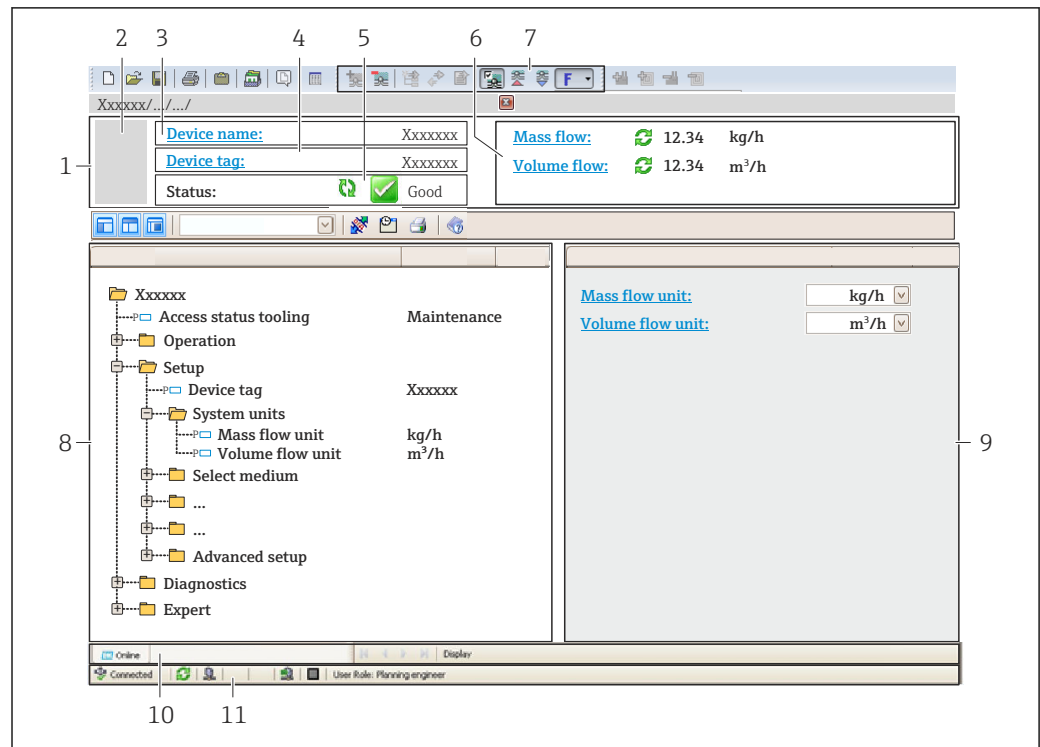 2 3 4 5 6 7
F
Xxxxxx/.../.../
1
Device name: Xxxxxxx
Device tag: Xxxxxxx
Status: Good
Mass flow: 12.34 kg/h
Volume flow: 12.34 m³/h
Xxxxxx
P Access status tooling Maintenance
Operation
Setup
P Device tag Xxxxxx
System units
P Mass flow unit kg/h
P Volume flow unit m³/h
Select medium
...
...
Advanced setup
Diagnostics
Expert
8
Mass flow unit: kg/h
Volume flow unit: m³/h
9
Online Display
Connected User Role: Planning engineer
10 11